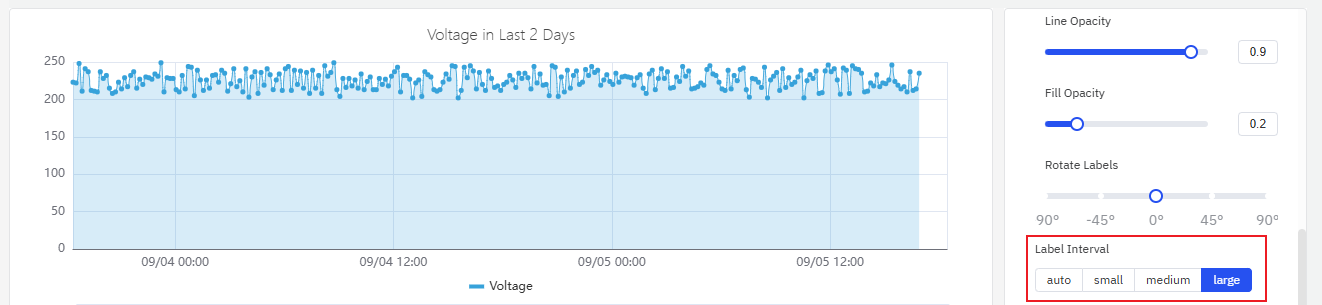 Voltage in Last 2 Days
250
200
150
100
50
0
09/04 00:00 09/04 12:00 09/05 00:00 09/05 12:00
Voltage
Line Opacity
0.9
Fill Opacity
0.2
Rotate Labels
90° -45° 0° 45° 90°
Label Interval
auto small medium large